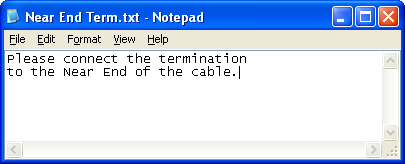 Near End Term.txt - Notepad
File Edit Format View Help
Please connect the termination
to the Near End of the cable.